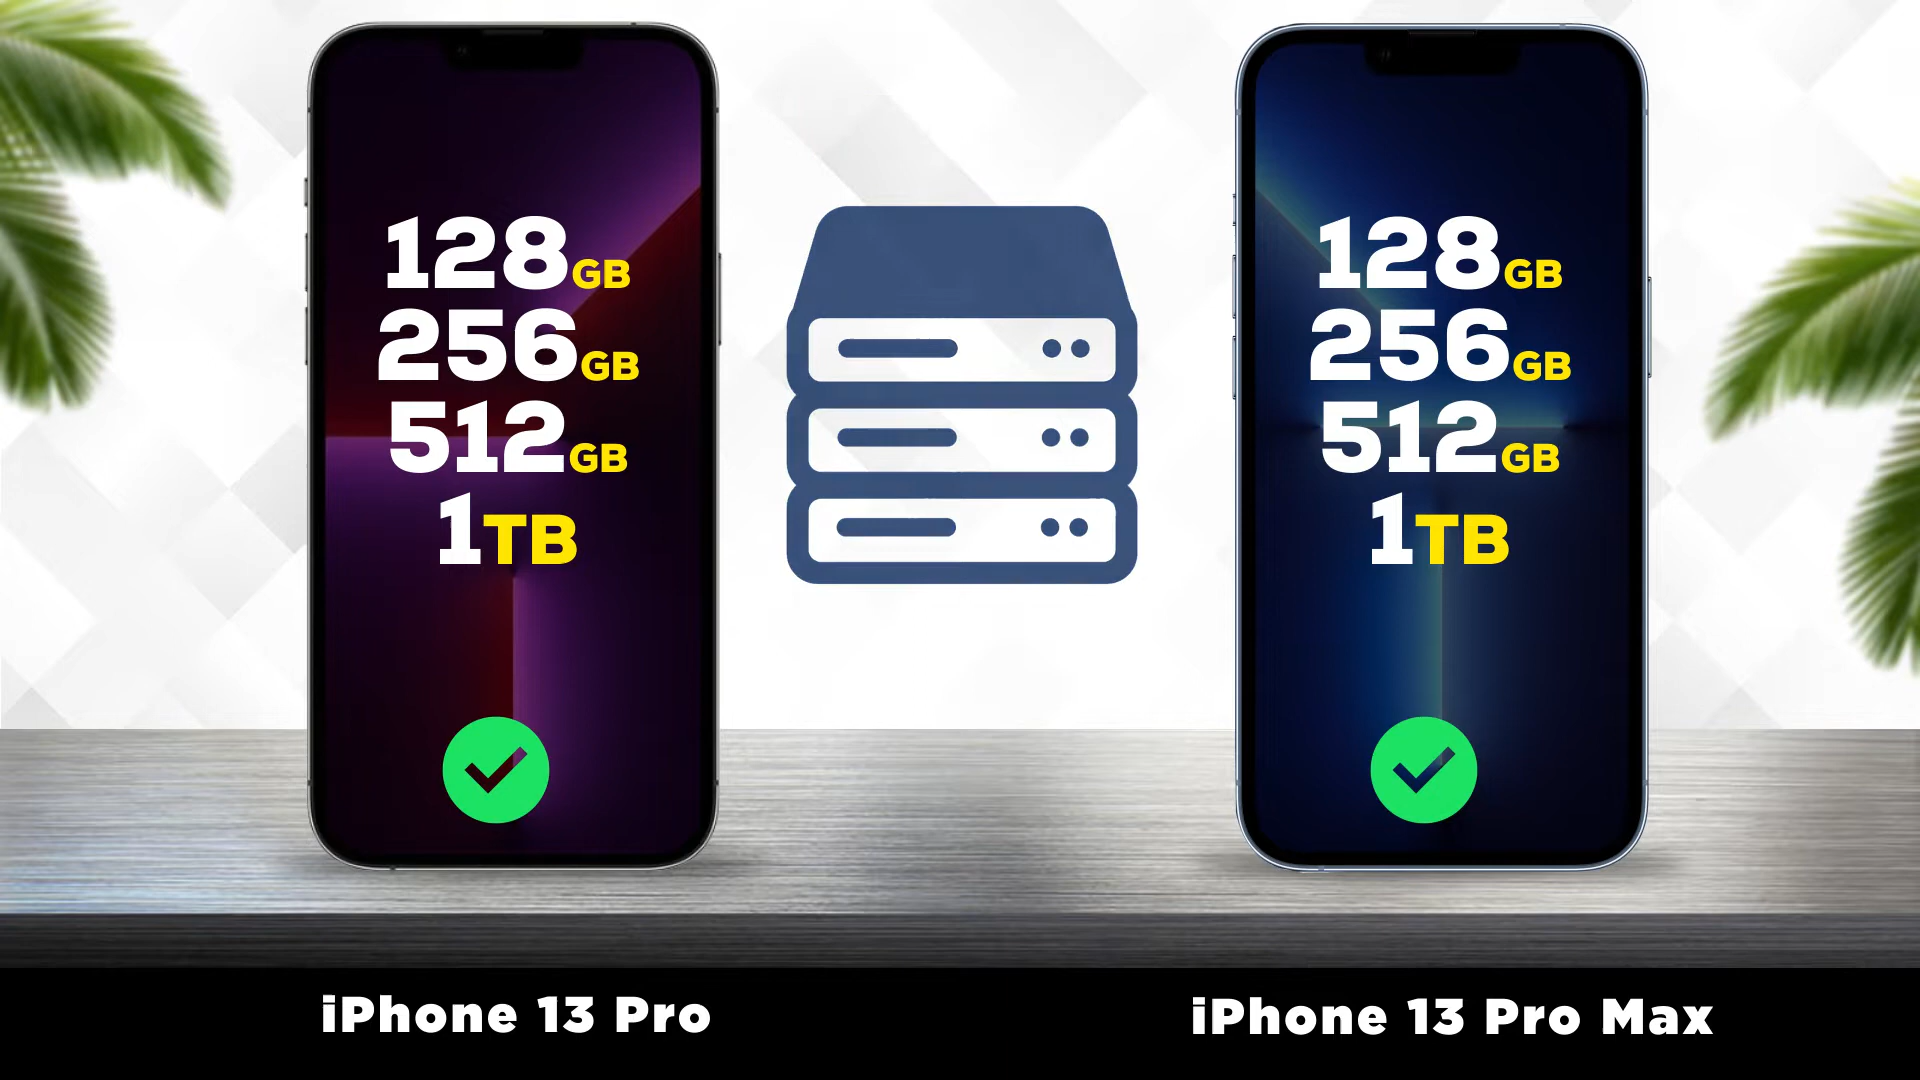 128GB
256GB
512GB
1TB
128GB
256GB
512GB
1TB
iPhone 13 Pro
iPhone 13 Pro Max